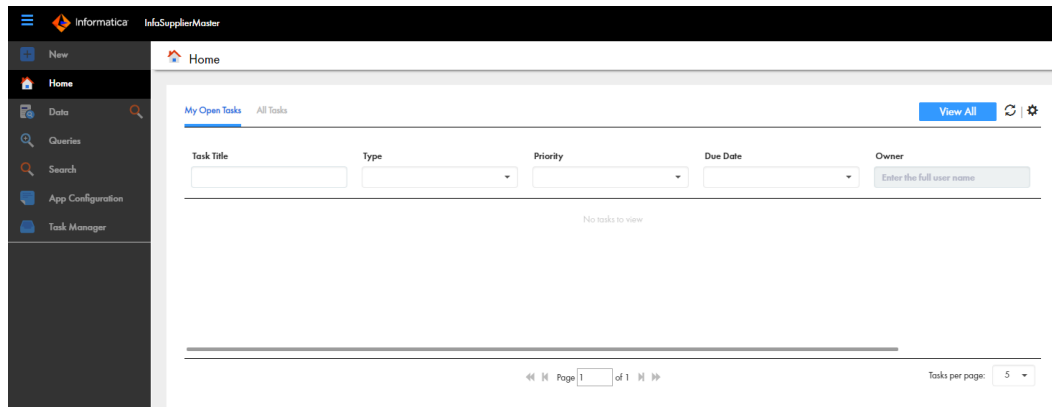 Informatica InfaSupplierMaster
New
Home
Data
Queries
Search
App Configuration
Task Manager
Home
My Open Tasks All Tasks View All
Task Title Type Priority Due Date Owner
Enter the full user name
No tasks to view
Page 1 of 1
Tasks per page: 5